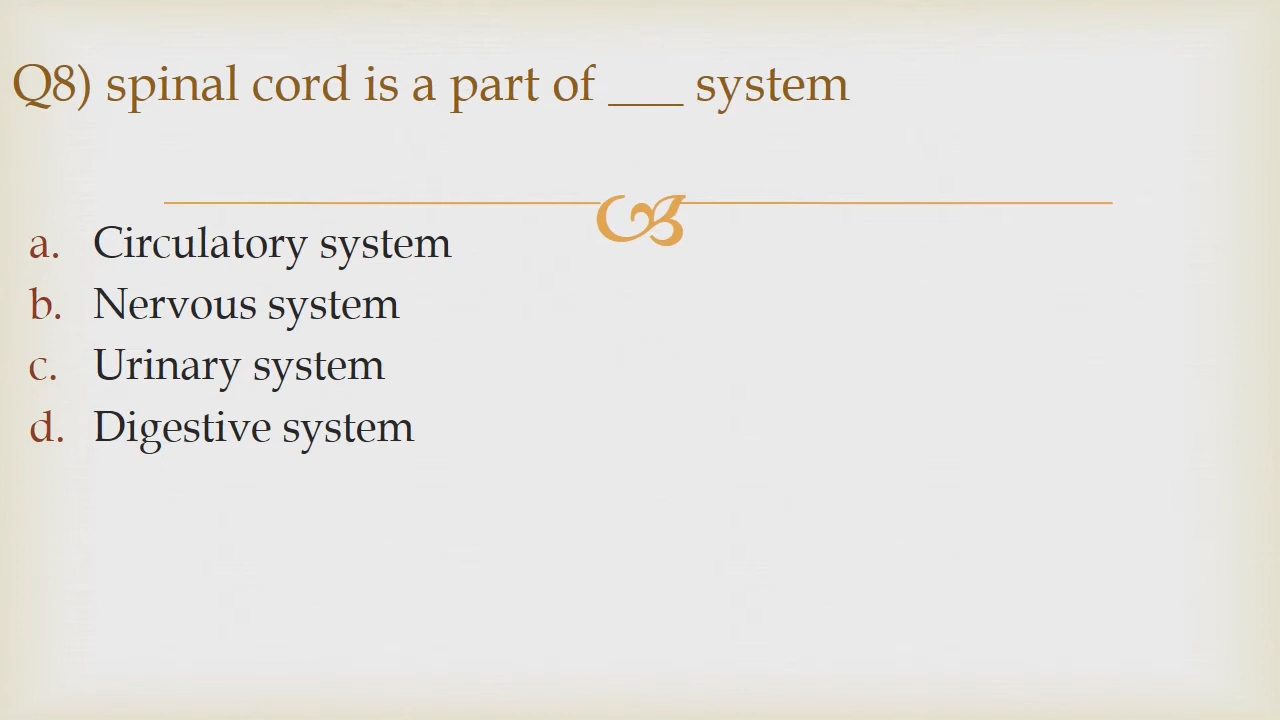 Q8) spinal cord is a part of ___ system
a. Circulatory system
b. Nervous system
c. Urinary system
d. Digestive system